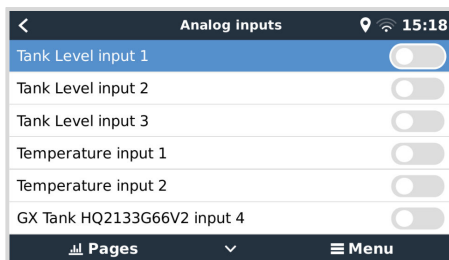 Analog inputs 15:18
Tank Level input 1
Tank Level input 2
Tank Level input 3
Temperature input 1
Temperature input 2
GX Tank HQ2133G66V2 input 4
Pages Menu